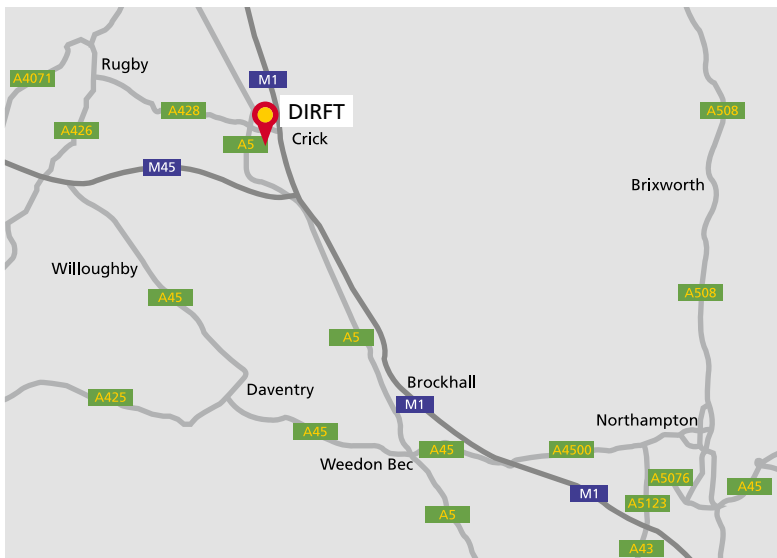 Rugby
A4071
M1
A428
DIRFT
A508
A426
Crick
A5
M45
Brixworth
Willoughby
A45
A508
A5
Brockhall
Daventry
A425
M1
Northampton
A45
A45
A4500
Weedon Bec
A5076
A45
M1
A5123
A5
A43